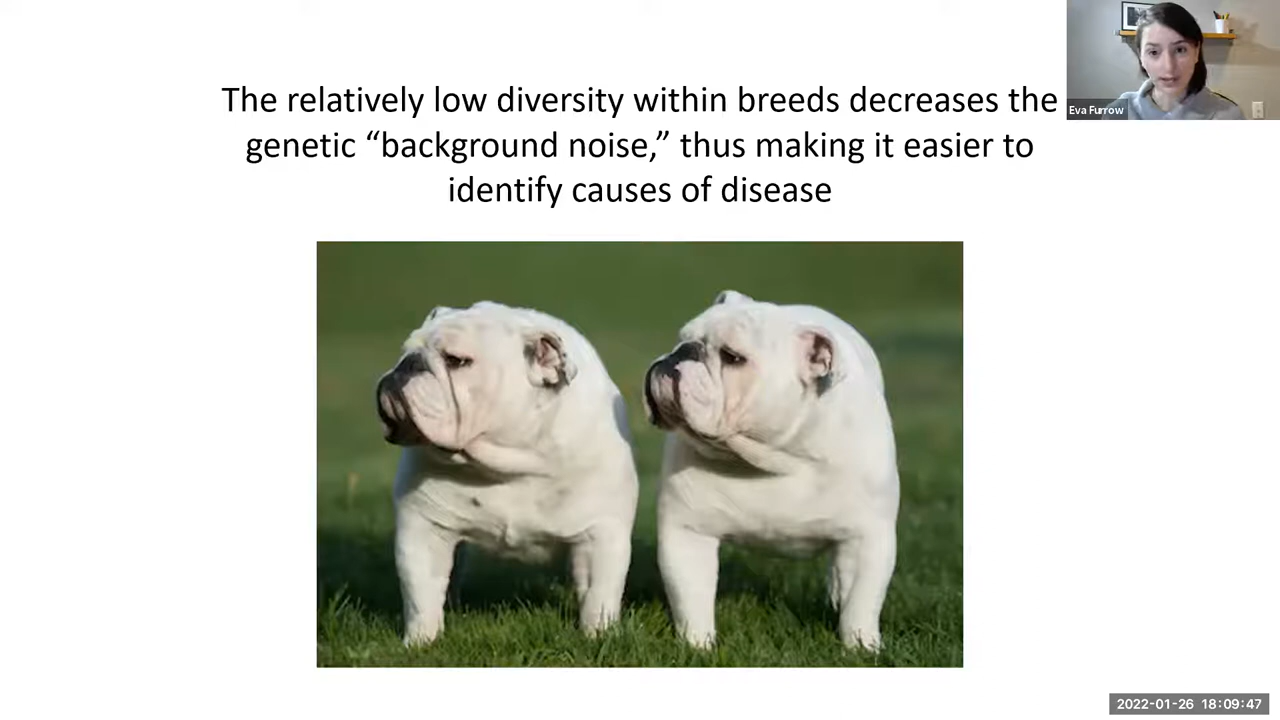 The relatively low diversity within breeds decreases the
genetic “background noise,” thus making it easier to
identify causes of disease
Eva Furrow
2022-01-26 18:09:47